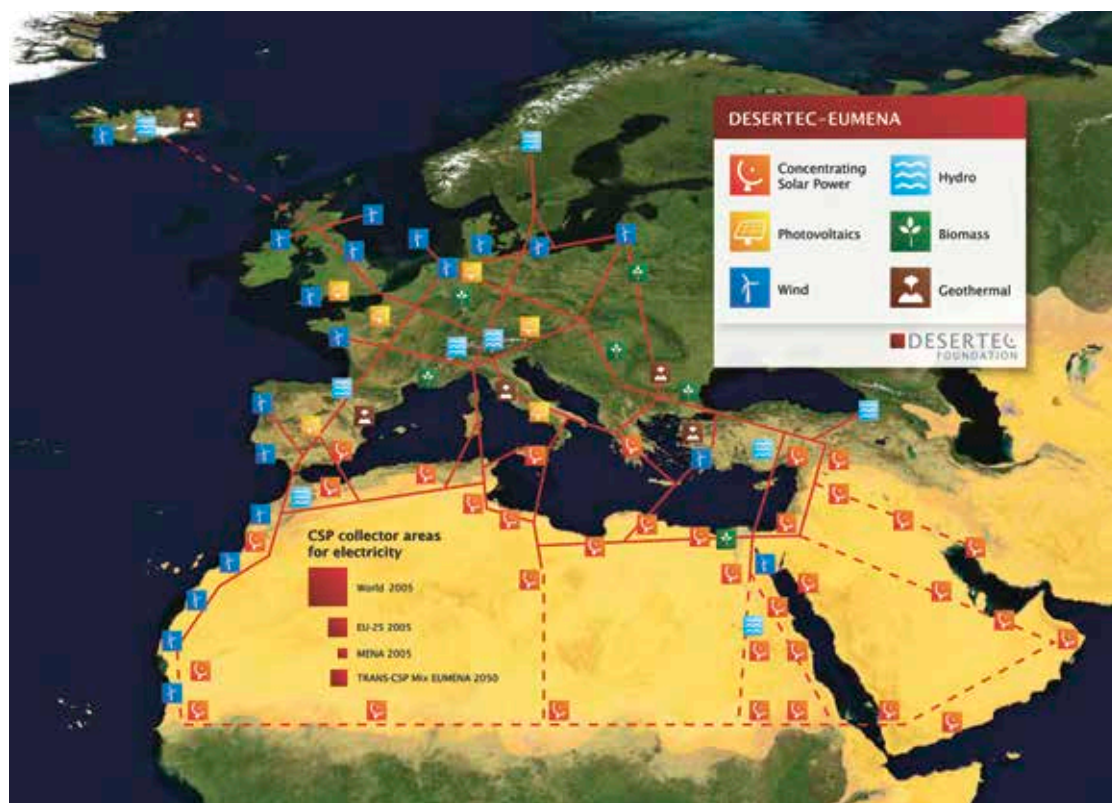 DESERTEC-EUMENA
Concentrating
Solar Power
Hydro
Photovoltaics
Biomass
Wind
Geothermal
DESERTEC
FOUNDATION
CSP collector areas
for electricity
World 2005
EU-25 2005
MENA 2005
TRANS-CSP Mix EUMENA 2050